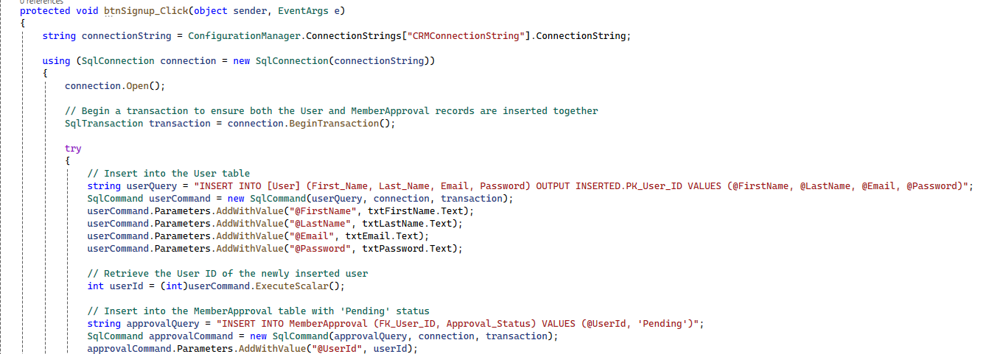 0 references
protected void btnSignup_Click(object sender, EventArgs e)
{
string connectionString = ConfigurationManager.ConnectionStrings["CRMConnectionString"].ConnectionString;
using (SqlConnection connection = new SqlConnection(connectionString))
{
connection.Open();
// Begin a transaction to ensure both the User and MemberApproval records are inserted together
SqlTransaction transaction = connection.BeginTransaction();
try
{
// Insert into the User table
string userQuery = "INSERT INTO [User] (First_Name, Last_Name, Email, Password) OUTPUT INSERTED.PK_User_ID VALUES (@FirstName, @LastName, @Email, @Password)";
SqlCommand userCommand = new SqlCommand(userQuery, connection, transaction);
userCommand.Parameters.AddWithValue("@FirstName", txtFirstName.Text);
userCommand.Parameters.AddWithValue("@LastName", txtLastName.Text);
userCommand.Parameters.AddWithValue("@Email", txtEmail.Text);
userCommand.Parameters.AddWithValue("@Password", txtPassword.Text);
// Retrieve the User ID of the newly inserted user
int userId = (int)userCommand.ExecuteScalar();
// Insert into the MemberApproval table with 'Pending' status
string approvalQuery = "INSERT INTO MemberApproval (FK_User_ID, Approval_Status) VALUES (@UserId, 'Pending')";
SqlCommand approvalCommand = new SqlCommand(approvalQuery, connection, transaction);
approvalCommand.Parameters.AddWithValue("@UserId", userId);